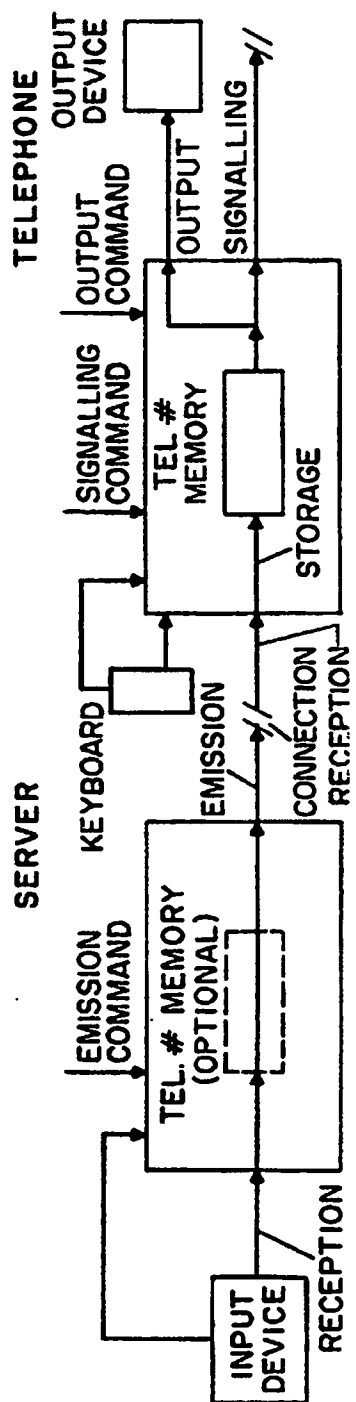 SERVER
TELEPHONE
INPUT
DEVICE
RECEPTION
EMISSION
COMMAND
TEL. # MEMORY
(OPTIONAL)
EMISSION
CONNECTION
RECEPTION
KEYBOARD
SIGNALLING
COMMAND
OUTPUT
COMMAND
TEL #
MEMORY
STORAGE
OUTPUT
SIGNALLING
OUTPUT
DEVICE